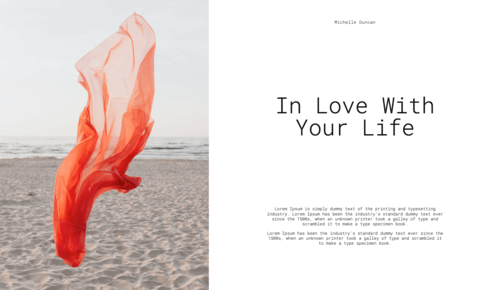 Michelle Duncan
In Love With
Your Life
Lorem Ipsum is simply dummy text of the printing and typesetting
industry. Lorem Ipsum has been the industry's standard dummy text ever
since the 1500s, when an unknown printer took a galley of type and
scrambled it to make a type specimen book.
Lorem Ipsum has been the industry's standard dummy text ever since the
1500s, when an unknown printer took a galley of type and scrambled it
to make a type specimen book.